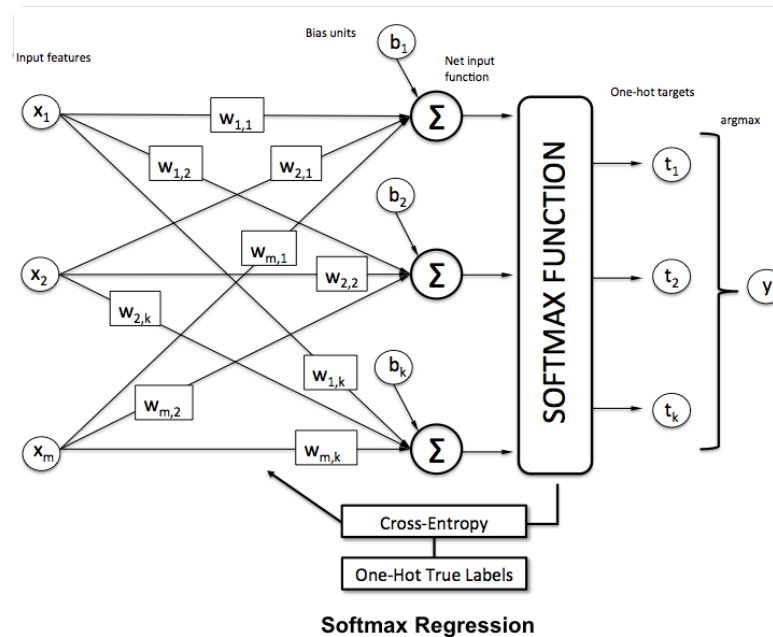 Bias units
b1
Input features
Net input
function
One-hot targets
argmax
x1
w1,1
Σ
w1,2
w2,1
t1
b2
wm,1
x2
w2,2
Σ
SOFTMAX FUNCTION
t2
y
w2,k
bk
w1,k
wm,2
tk
xm
wm,k
Σ
Cross-Entropy
One-Hot True Labels
Softmax Regression